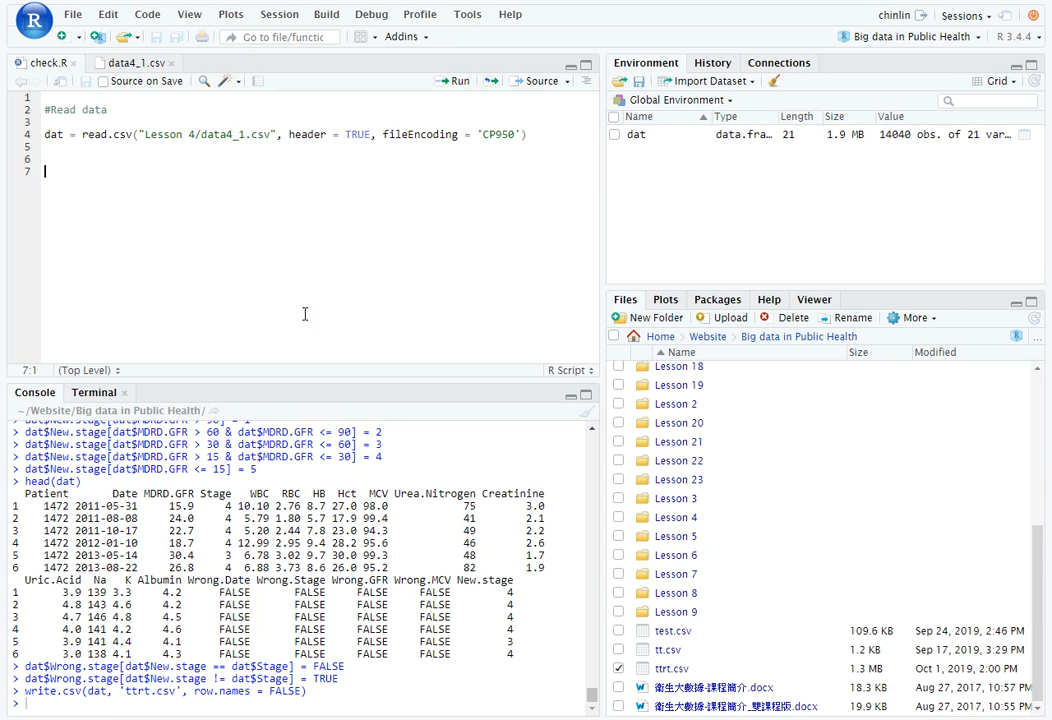 R File Edit Code View Plots Session Build Debug Profile Tools Help chinlin Sessions
Go to file/functic Addins Big data in Public Health R 3.4.4
check.R data4_1.csv
Source on Save Run Source
1
2 #Read data
3
4 dat = read.csv("Lesson 4/data4_1.csv", header = TRUE, fileEncoding = 'CP950')
5
6
7
7:1 (Top Level) R Script
Console Terminal
~/Website/Big data in Public Health/
> dat$New.stage[dat$MDRD.GFR > 90] = 1
> dat$New.stage[dat$MDRD.GFR > 60 & dat$MDRD.GFR <= 90] = 2
> dat$New.stage[dat$MDRD.GFR > 30 & dat$MDRD.GFR <= 60] = 3
> dat$New.stage[dat$MDRD.GFR > 15 & dat$MDRD.GFR <= 30] = 4
> dat$New.stage[dat$MDRD.GFR <= 15] = 5
> head(dat)
Patient Date MDRD.GFR Stage WBC RBC HB Hct MCV Urea.Nitrogen Creatinine
1 1472 2011-05-31 15.9 4 10.10 2.76 8.7 27.0 98.0 75 3.0
2 1472 2011-08-08 24.0 4 5.79 1.80 5.7 17.9 99.4 41 2.1
3 1472 2011-10-17 22.7 4 5.20 2.44 7.8 23.0 94.3 49 2.2
4 1472 2012-01-10 18.7 4 12.99 2.95 9.4 28.2 95.6 46 2.6
5 1472 2013-05-14 30.4 3 6.78 3.02 9.7 30.0 99.3 48 1.7
6 1472 2013-08-22 26.8 4 6.88 3.73 8.6 26.0 95.2 82 1.9
Uric.Acid Na K Albumin Wrong.Date Wrong.Stage Wrong.GFR Wrong.MCV New.stage
1 3.9 139 3.3 4.2 FALSE FALSE FALSE FALSE 4
2 4.8 143 4.6 4.2 FALSE FALSE FALSE FALSE 4
3 4.7 146 4.8 4.5 FALSE FALSE FALSE FALSE 4
4 4.0 141 4.2 4.6 FALSE FALSE FALSE FALSE 4
5 3.9 141 4.4 4.1 FALSE FALSE FALSE FALSE 3
6 3.0 138 4.1 4.3 FALSE FALSE FALSE FALSE 4
> dat$Wrong.stage[dat$New.stage == dat$Stage] = FALSE
> dat$Wrong.stage[dat$New.stage != dat$Stage] = TRUE
> write.csv(dat, 'ttrt.csv', row.names = FALSE)
>
Environment History Connections
Import Dataset Grid
Global Environment
Name Type Length Size Value
dat data.fra… 21 1.9 MB 14040 obs. of 21 var…
Files Plots Packages Help Viewer
New Folder Upload Delete Rename More
Home Website Big data in Public Health ...
Name Size Modified
Lesson 18
Lesson 19
Lesson 2
Lesson 20
Lesson 21
Lesson 22
Lesson 23
Lesson 3
Lesson 4
Lesson 5
Lesson 6
Lesson 7
Lesson 8
Lesson 9
test.csv 109.6 KB Sep 24, 2019, 2:46 PM
tt.csv 1.2 KB Sep 17, 2019, 3:29 PM
ttrt.csv 1.3 MB Oct 1, 2019, 2:00 PM
衛生大數據-課程簡介.docx 18.3 KB Aug 27, 2017, 10:57 PM
衛生大數據-課程簡介_雙課程版.docx 19.9 KB Aug 27, 2017, 10:55 PM